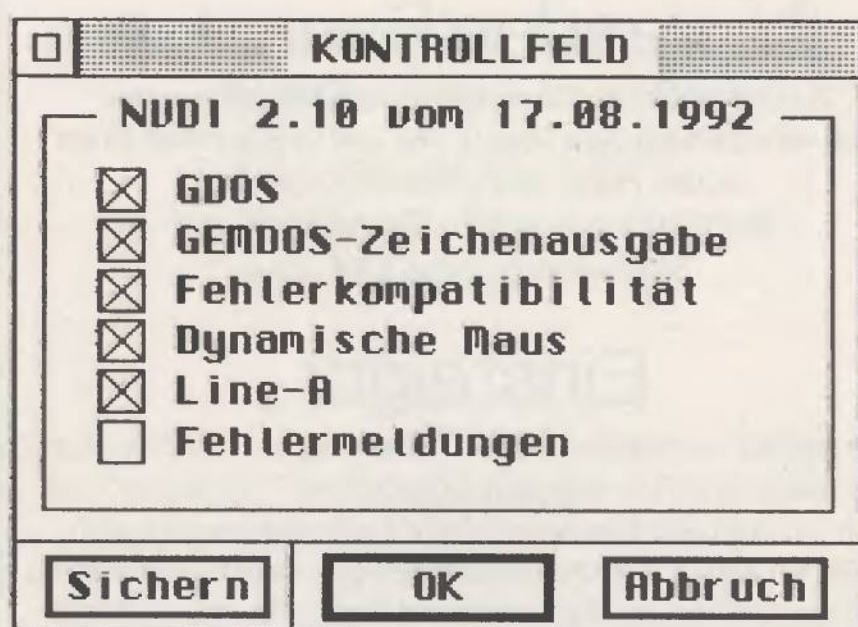 KONTROLLFELD
NVDI 2.10 vom 17.08.1992
GDOS
GEMDOS-Zeichenausgabe
Fehlerkompatibilität
Dynamische Maus
Line-A
Fehlermeldungen
Sichern OK Abbruch